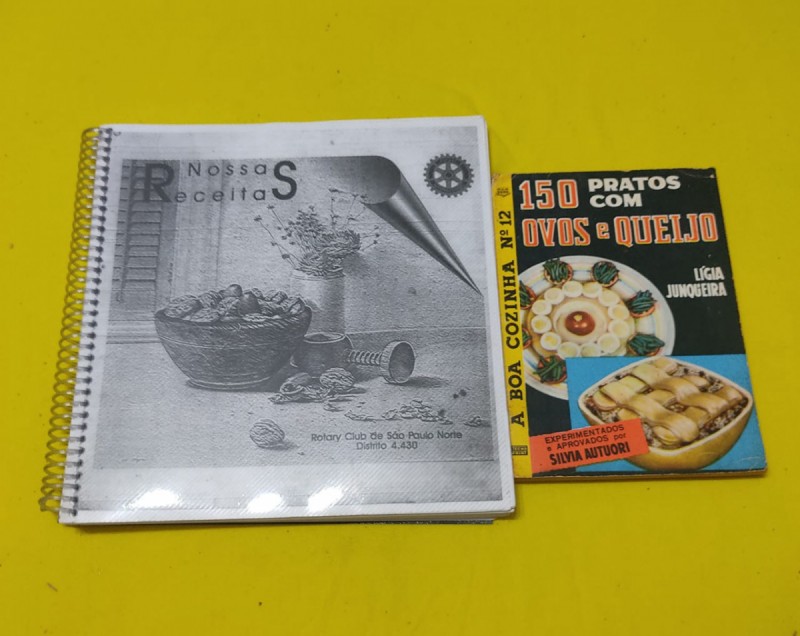 Nossas
Receitas
Rotary Club de São Paulo Norte
Distrito 4.430
A BOA COZINHA Nº 12
150 PRATOS
COM
OVOS e QUEIJO
LÍGIA
JUNQUEIRA
EXPERIMENTADOS
e APROVADOS por
SILVIA AUTUORI